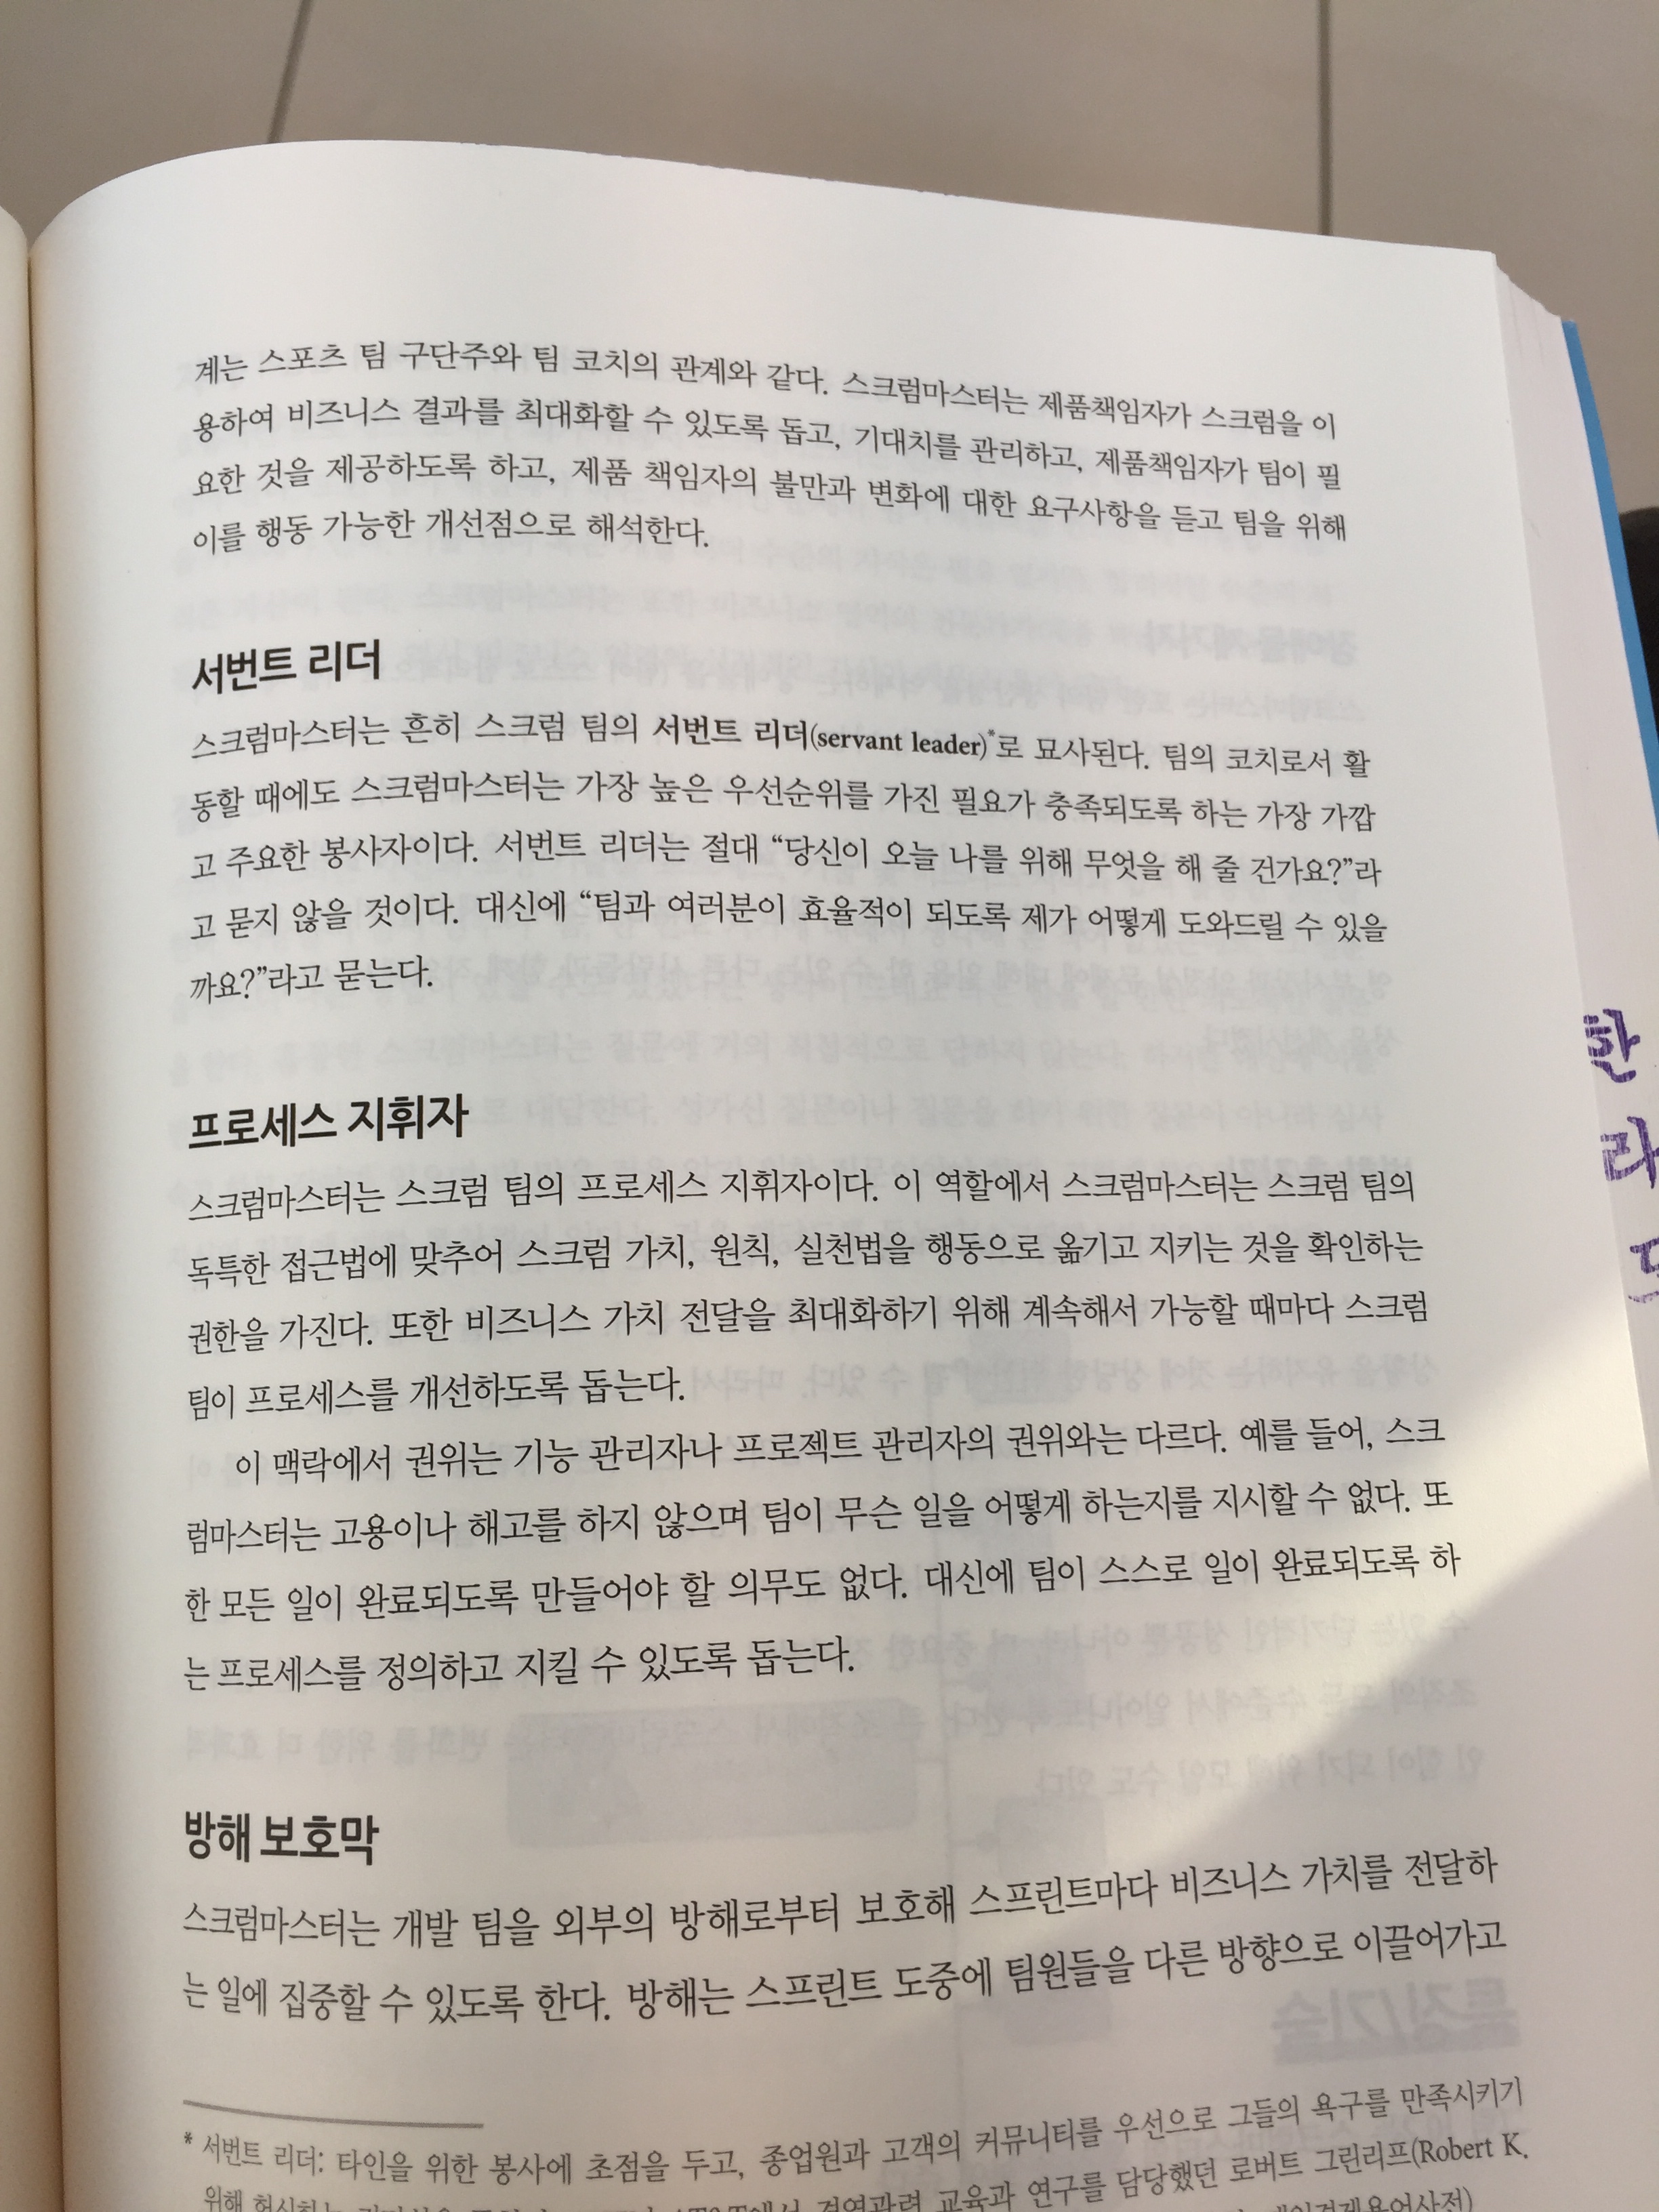 계는 스포츠 팀 구단주와 팀 코치의 관계와 같다. 스크럼마스터는 제품책임자가 스크럼을 이
용하여 비즈니스 결과를 최대화할 수 있도록 돕고, 기대치를 관리하고, 제품책임자가 팀이 필
요한 것을 제공하도록 하고, 제품 책임자의 불만과 변화에 대한 요구사항을 듣고 팀을 위해
이를 행동 가능한 개선점으로 해석한다.
서번트 리더
스크럼마스터는 흔히 스크럼 팀의 서번트 리더(servant leader)*로 묘사된다. 팀의 코치로서 활
동할 때에도 스크럼마스터는 가장 높은 우선순위를 가진 필요가 충족되도록 하는 가장 가깝
고 주요한 봉사자이다. 서번트 리더는 절대 “당신이 오늘 나를 위해 무엇을 해 줄 건가요?”라
고 묻지 않을 것이다. 대신에 “팀과 여러분이 효율적이 되도록 제가 어떻게 도와드릴 수 있을
까요?”라고 묻는다.
프로세스 지휘자
스크럼마스터는 스크럼 팀의 프로세스 지휘자이다. 이 역할에서 스크럼마스터는 스크럼 팀의
독특한 접근법에 맞추어 스크럼 가치, 원칙, 실천법을 행동으로 옮기고 지키는 것을 확인하는
권한을 가진다. 또한 비즈니스 가치 전달을 최대화하기 위해 계속해서 가능할 때마다 스크럼
팀이 프로세스를 개선하도록 돕는다.
이 맥락에서 권위는 기능 관리자나 프로젝트 관리자의 권위와는 다르다. 예를 들어, 스크
럼마스터는 고용이나 해고를 하지 않으며 팀이 무슨 일을 어떻게 하는지를 지시할 수 없다. 또
한 모든 일이 완료되도록 만들어야 할 의무도 없다. 대신에 팀이 스스로 일이 완료되도록 하
는 프로세스를 정의하고 지킬 수 있도록 돕는다.
방해 보호막
스크럼마스터는 개발 팀을 외부의 방해로부터 보호해 스프린트마다 비즈니스 가치를 전달하
는 일에 집중할 수 있도록 한다. 방해는 스프린트 도중에 팀원들을 다른 방향으로 이끌어가고
* 서번트 리더: 타인을 위한 봉사에 초점을 두고, 종업원과 고객의 커뮤니티를 우선으로 그들의 욕구를 만족시키기
위해 경영관련 교육과 연구를 담당했던 로버트 그린리프(Robert K.
한
라